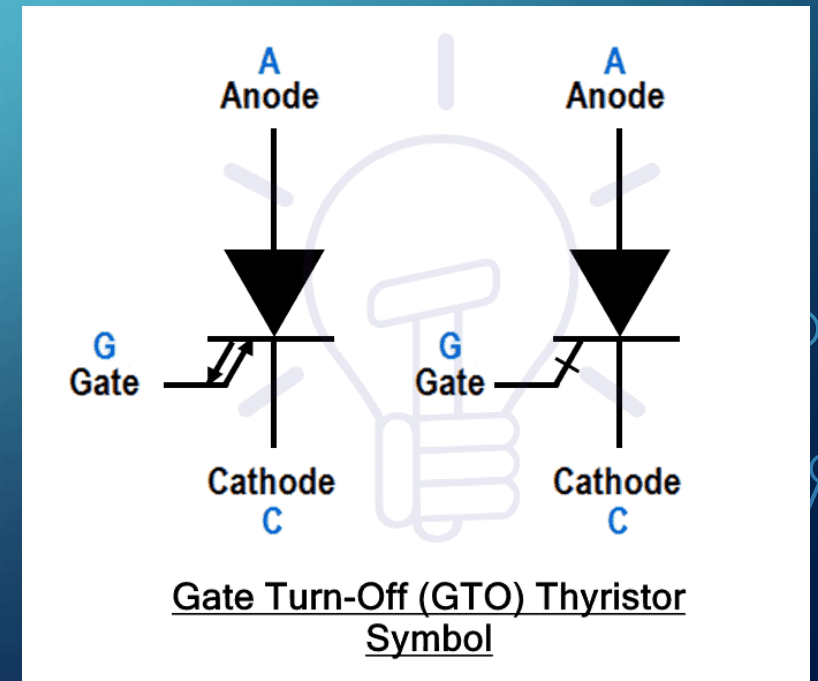 A
Anode
A
Anode
G
Gate
G
Gate
Cathode
C
Cathode
C
Gate Turn-Off (GTO) Thyristor
Symbol